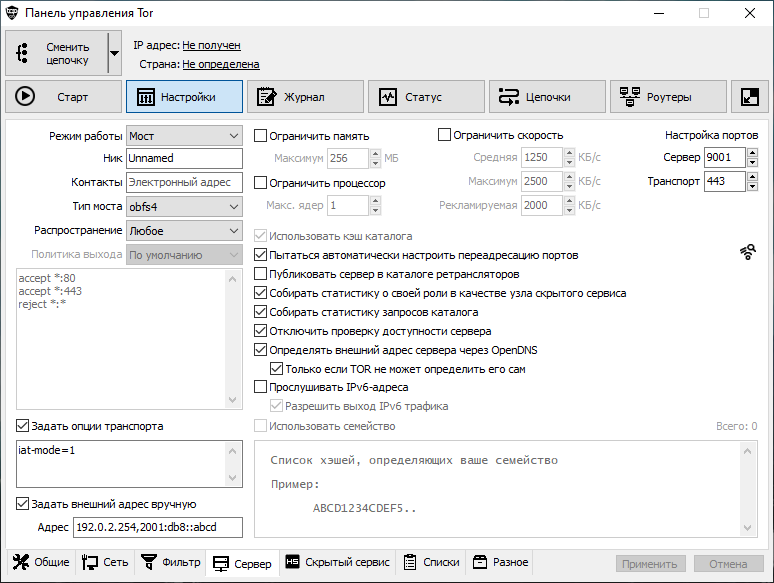 Панель управления Tor
Сменить цепочку
IP адрес: Не получен
Страна: Не определена
Старт
Настройки
Журнал
Статус
Цепочки
Роутеры
Режим работы Мост
Ник Unnamed
Контакты Электронный адрес
Тип моста obfs4
Распространение Любое
Политика выхода По умолчанию
accept *:80
accept *:443
reject *:*
Задать опции транспорта
iat-mode=1
Задать внешний адрес вручную
Адрес 192.0.2.254,2001:db8::abcd
Ограничить память
Максимум 256 МБ
Ограничить процессор
Макс. ядер 1
Ограничить скорость
Средняя 1250 КБ/с
Максимум 2500 КБ/с
Рекламируемая 2000 КБ/с
Настройка портов
Сервер 9001
Транспорт 443
Использовать кэш каталога
Пытаться автоматически настроить переадресацию портов
Публиковать сервер в каталоге ретрансляторов
Собирать статистику о своей роли в качестве узла скрытого сервиса
Собирать статистику запросов каталога
Отключить проверку доступности сервера
Определять внешний адрес сервера через OpenDNS
Только если TOR не может определить его сам
Прослушивать IPv6-адреса
Разрешить выход IPv6 трафика
Использовать семейство Всего: 0
Список хэшей, определяющих ваше семейство
Пример:
ABCD1234CDEF5..
Общие
Сеть
Фильтр
Сервер
HS Скрытый сервис
Списки
Разное
Применить
Отмена